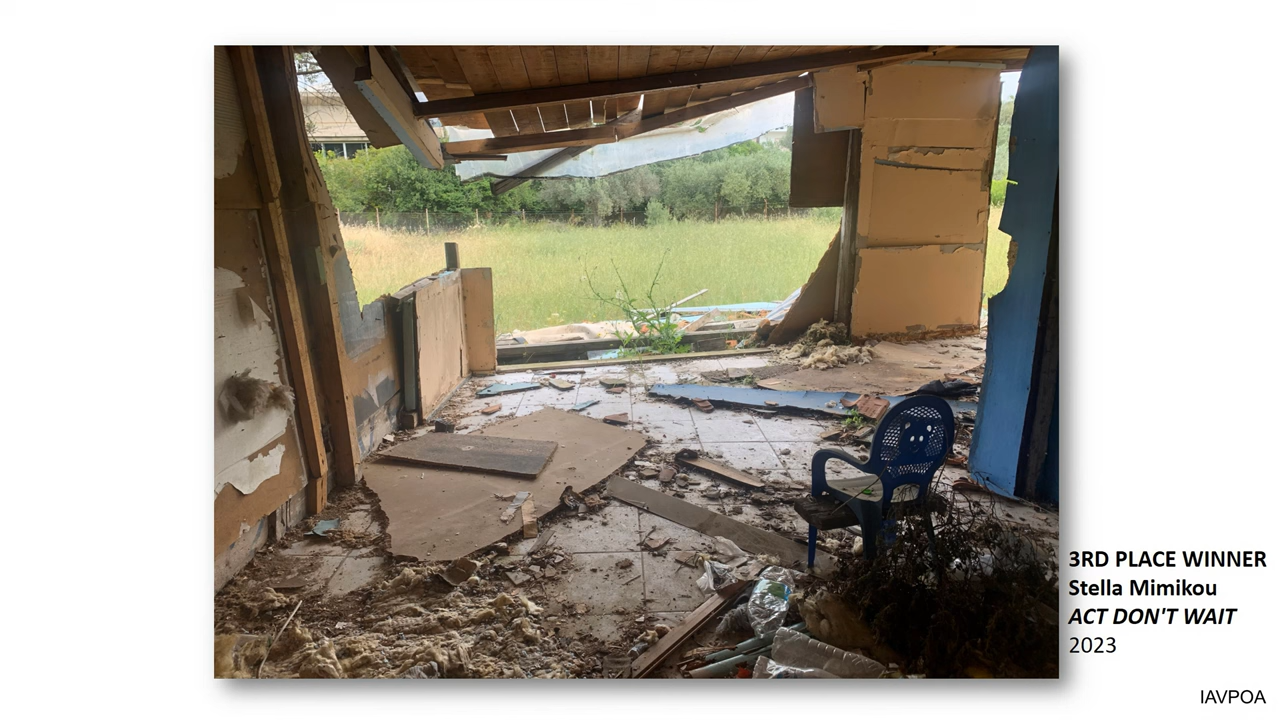 3RD PLACE WINNER
Stella Mimikou
ACT DON'T WAIT
2023
IAVPOA